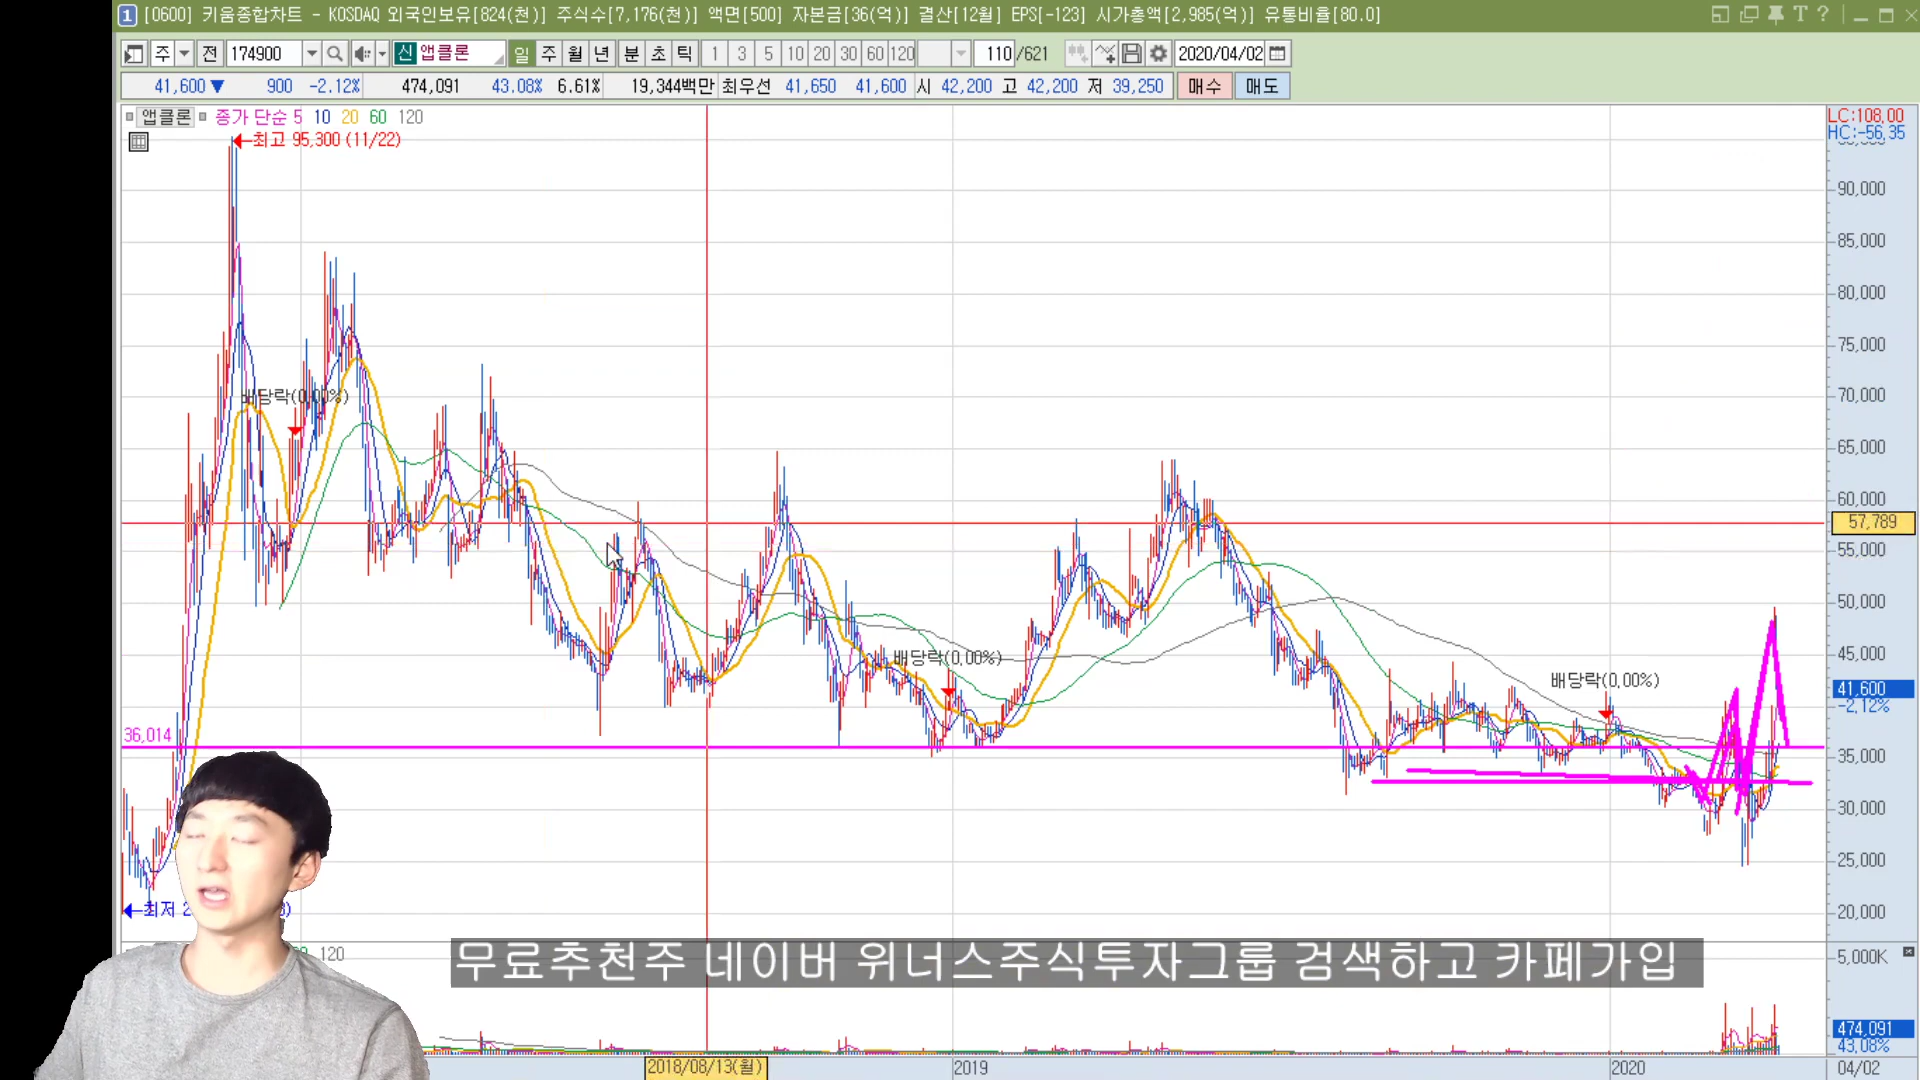 1 [0600] 키움종합차트 - KOSDAQ 외국인보유[824(천)] 주식수[7,176(천)] 액면[500] 자본금[36(억)] 결산[12월] EPS[-123] 시가총액[2,985(억)] 유통비율[80.0] T ?
주 전 174900 신 앱클론 일 주 월 년 분 초 틱 1 3 5 10 20 30 60 120 110 /621 2020/04/02
41,600 ▼ 900 -2.12% 474,091 43.08% 6.61% 19,344백만 최우선 41,650 41,600 시 42,200 고 42,200 저 39,250 매수 매도
앱클론 종가 단순 5 10 20 60 120
LC:108.00
HC:-56.35
최고 95,300 (11/22)
90,000
85,000
80,000
75,000
배당락(0.00%)
70,000
65,000
60,000
57,789
55,000
50,000
배당락(0.00%)
45,000
배당락(0.00%)
41,600
-2.12%
36,014
35,000
30,000
25,000
최저 2
20,000
120
5,000K
무료추천주 네이버 위너스주식투자그룹 검색하고 카페가입
474,091
43.08%
2018/08/13(월) 2019 2020 04/02